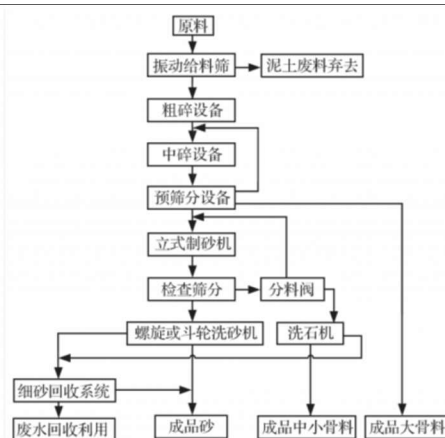 原料
振动给料筛
泥土废料弃去
粗碎设备
中碎设备
预筛分设备
立式制砂机
检查筛分
分料阀
螺旋或斗轮洗砂机
洗石机
细砂回收系统
废水回收利用
成品砂
成品中小骨料
成品大骨料